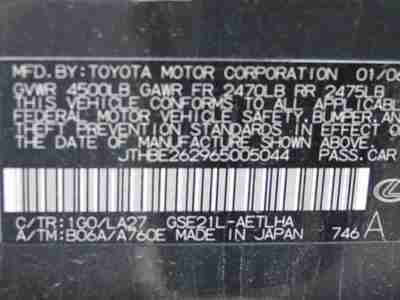 MFD.BY:TOYOTA MOTOR CORPORATION 01/06
GVWR 4500LB GAWR FR 2470LB RR 2475LB
THIS VEHICLE CONFORMS TO ALL APPLICABLE
FEDERAL MOTOR VEHICLE SAFETY,BUMPER,AN
THEFT PREVENTION STANDARDS IN EFFECT ON
DATE OF MANUFACTURE SHOWN ABOVE.
JTHBE262965005044 PASS.CAR
C/TR:1G0/LA27 GSE21L-AETLHA
A/TM:B06A/A760E MADE IN JAPAN 746 A